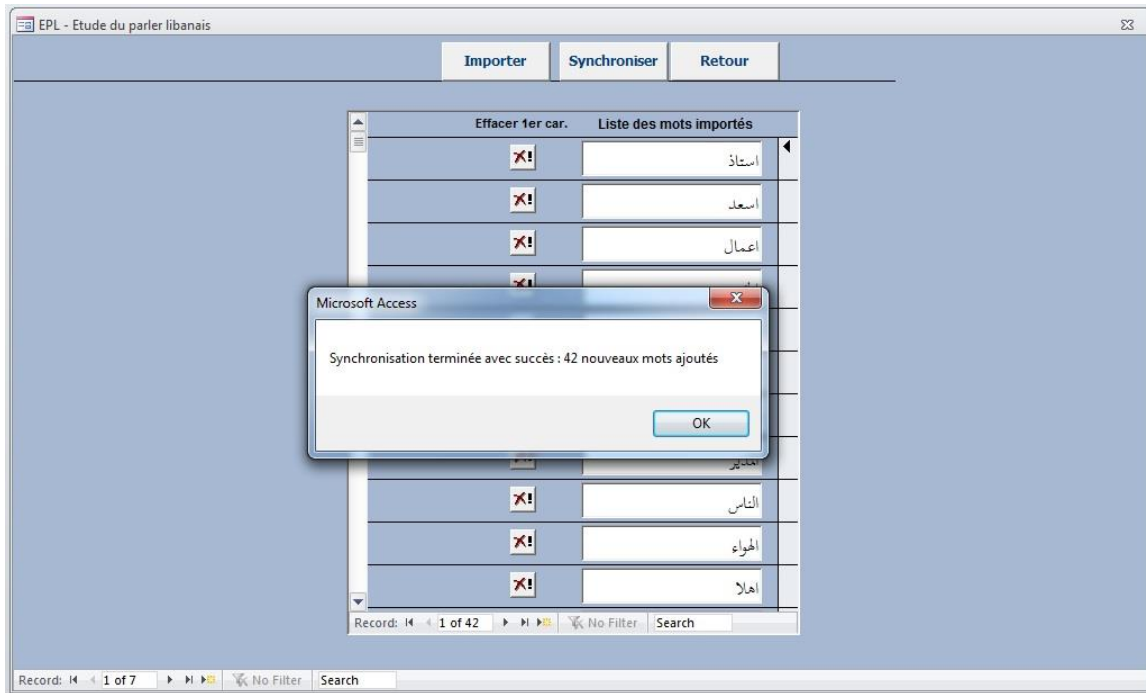 EPL - Etude du parler libanais
Importer Synchroniser Retour
Effacer 1er car. Liste des mots importés
استاذ
اسعد
اعمال
Microsoft Access
Synchronisation terminée avec succès : 42 nouveaux mots ajoutés
OK
المدير
الناس
الهواء
اهلا
Record: 1 of 42 No Filter Search
Record: 1 of 7 No Filter Search